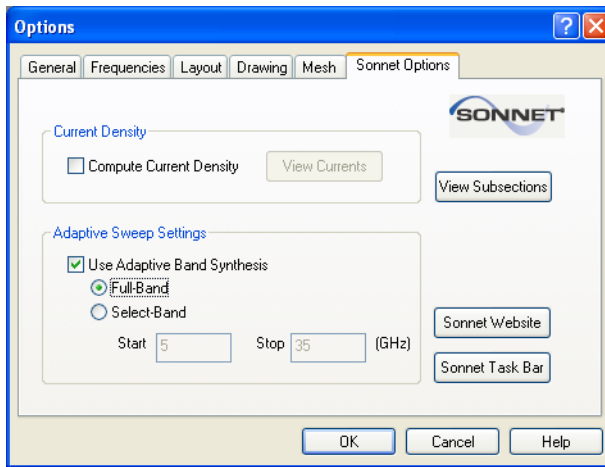 Options
General Frequencies Layout Drawing Mesh Sonnet Options
SONNET
Current Density
Compute Current Density View Currents
View Subsections
Adaptive Sweep Settings
Use Adaptive Band Synthesis
Full-Band
Select-Band
Start 5 Stop 35 (GHz)
Sonnet Website
Sonnet Task Bar
OK Cancel Help